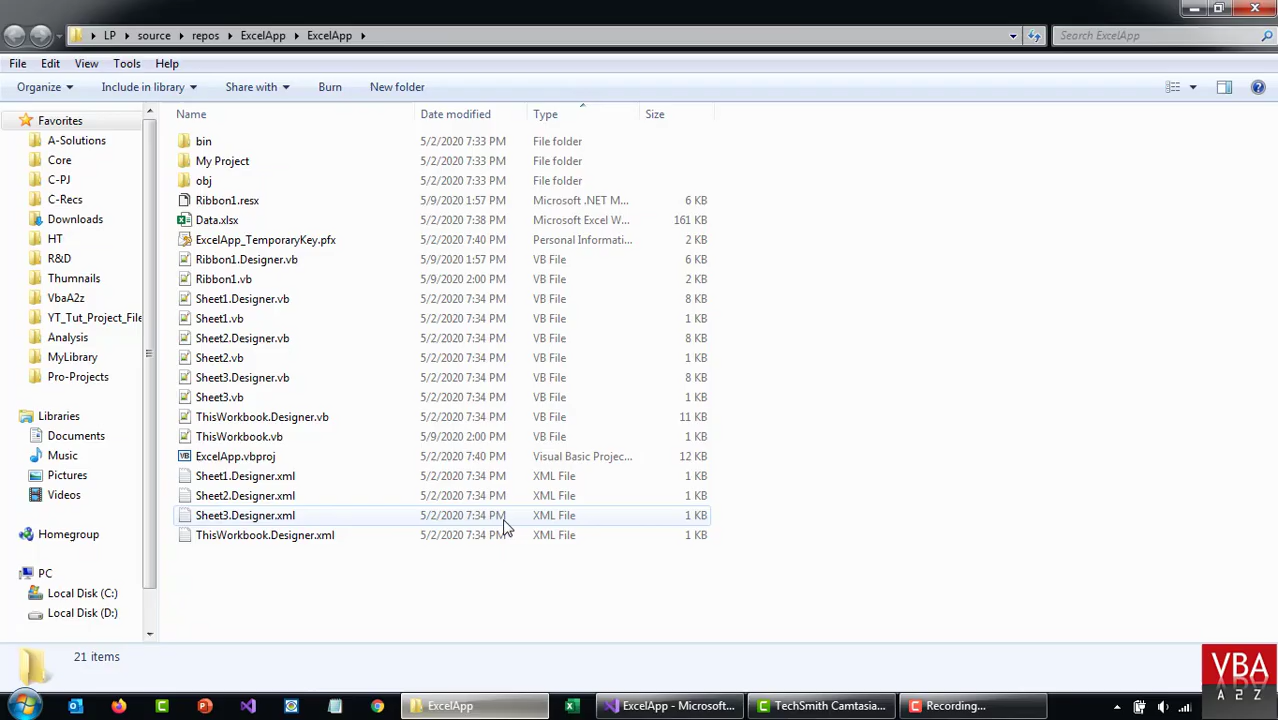 LP source repos ExcelApp ExcelApp
Search ExcelApp
File Edit View Tools Help
Organize Include in library Share with Burn New folder
Name Date modified Type Size
Favorites
A-Solutions
Core
C-PJ
C-Recs
Downloads
HT
R&D
Thumnails
VbaA2z
YT_Tut_Project_File
Analysis
MyLibrary
Pro-Projects
Libraries
Documents
Music
Pictures
Videos
Homegroup
PC
Local Disk (C:)
Local Disk (D:)
bin 5/2/2020 7:33 PM File folder
My Project 5/2/2020 7:33 PM File folder
obj 5/2/2020 7:33 PM File folder
Ribbon1.resx 5/9/2020 1:57 PM Microsoft .NET M... 6 KB
Data.xlsx 5/2/2020 7:38 PM Microsoft Excel W... 161 KB
ExcelApp_TemporaryKey.pfx 5/2/2020 7:40 PM Personal Informati... 2 KB
Ribbon1.Designer.vb 5/9/2020 1:57 PM VB File 6 KB
Ribbon1.vb 5/9/2020 2:00 PM VB File 2 KB
Sheet1.Designer.vb 5/2/2020 7:34 PM VB File 8 KB
Sheet1.vb 5/2/2020 7:34 PM VB File 1 KB
Sheet2.Designer.vb 5/2/2020 7:34 PM VB File 8 KB
Sheet2.vb 5/2/2020 7:34 PM VB File 1 KB
Sheet3.Designer.vb 5/2/2020 7:34 PM VB File 8 KB
Sheet3.vb 5/2/2020 7:34 PM VB File 1 KB
ThisWorkbook.Designer.vb 5/2/2020 7:34 PM VB File 11 KB
ThisWorkbook.vb 5/9/2020 2:00 PM VB File 1 KB
ExcelApp.vbproj 5/2/2020 7:40 PM Visual Basic Projec... 12 KB
Sheet1.Designer.xml 5/2/2020 7:34 PM XML File 1 KB
Sheet2.Designer.xml 5/2/2020 7:34 PM XML File 1 KB
Sheet3.Designer.xml 5/2/2020 7:34 PM XML File 1 KB
ThisWorkbook.Designer.xml 5/2/2020 7:34 PM XML File 1 KB
21 items
VBA
A2Z
ExcelApp ExcelApp - Microsoft... TechSmith Camtasia... Recording...